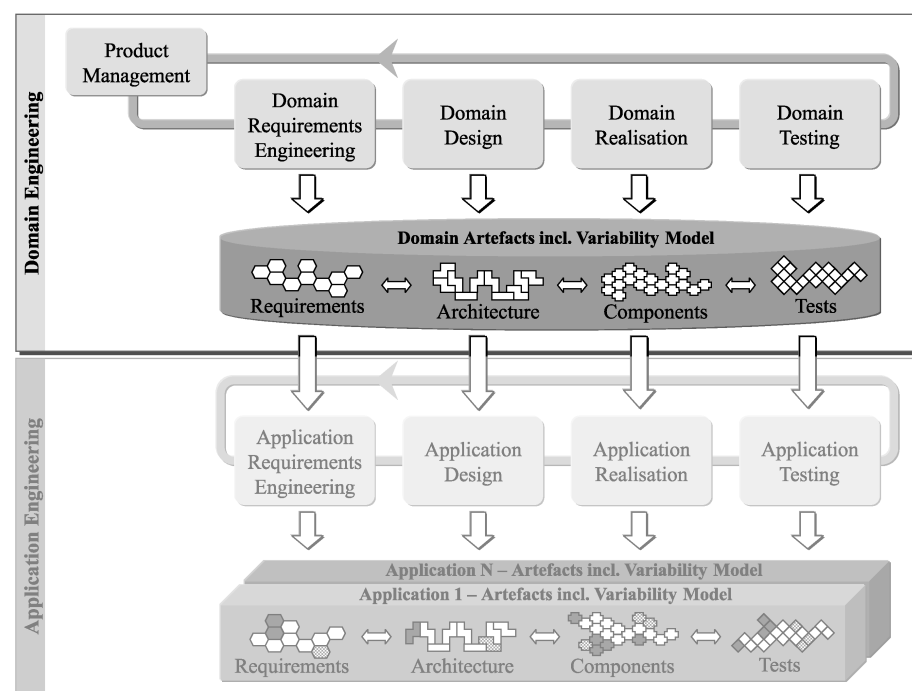 Domain Engineering
Product
Management
Domain
Requirements
Engineering
Domain
Design
Domain
Realisation
Domain
Testing
Domain Artefacts incl. Variability Model
Requirements
Architecture
Components
Tests
Application Engineering
Application
Requirements
Engineering
Application
Design
Application
Realisation
Application
Testing
Application N – Artefacts incl. Variability Model
Application 1 – Artefacts incl. Variability Model
Requirements
Architecture
Components
Tests